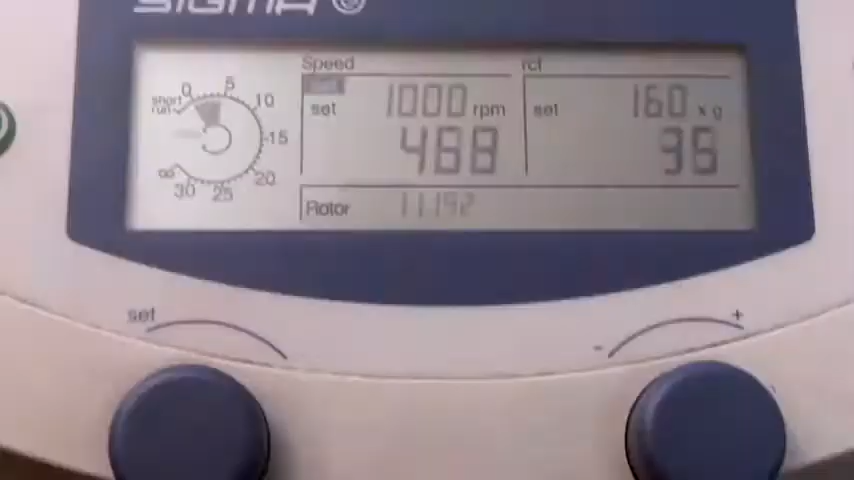 SIGMA
Speed
rcf
set 1000 rpm
set 160 x g
468
36
Rotor 11192
short run 0 5 10 15 20 25 30 ∞
set
- +